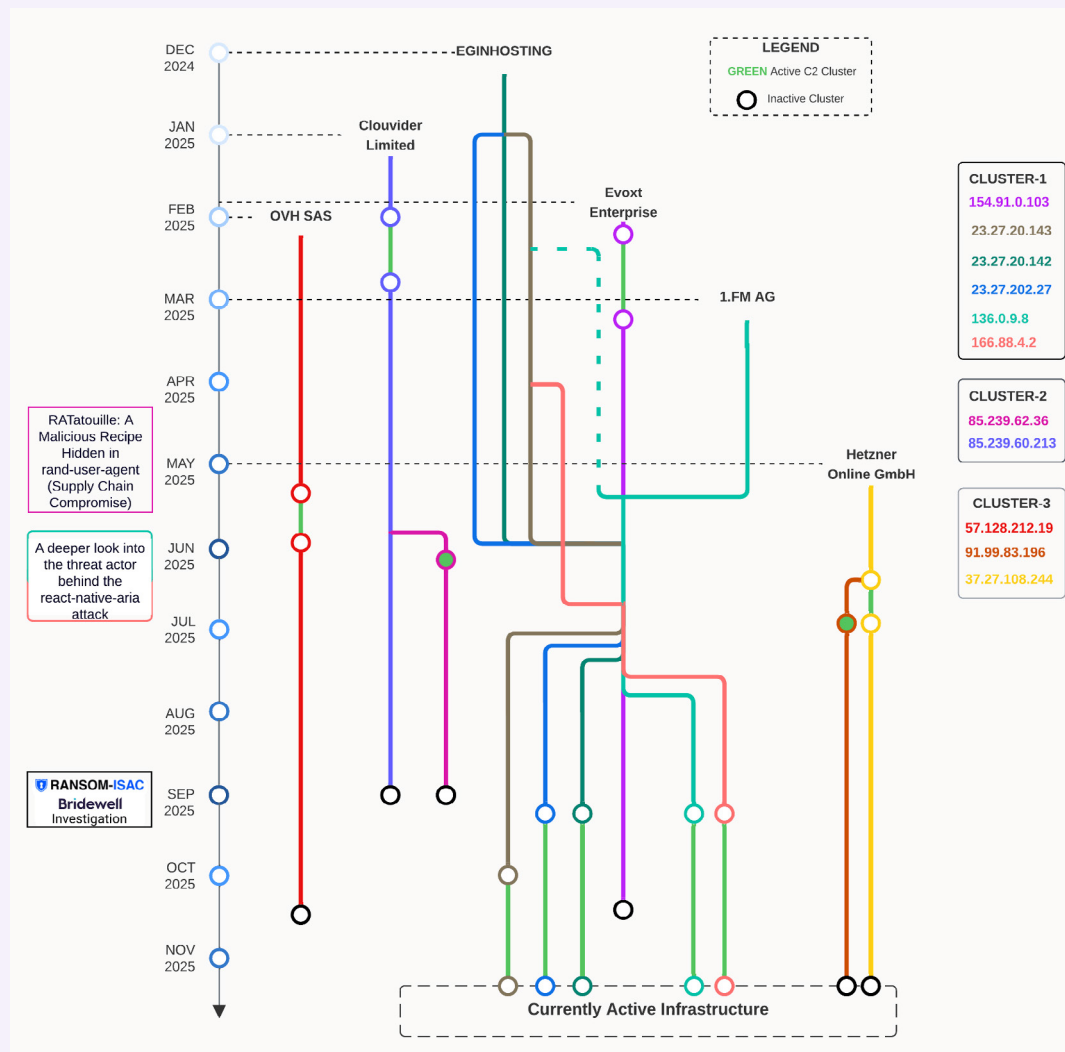 DEC
2024
EGINHOSTING
LEGEND
GREEN Active C2 Cluster
Inactive Cluster
JAN
2025
Clouvider
Limited
FEB
2025
OVH SAS
Evoxt
Enterprise
CLUSTER-1
154.91.0.103
23.27.20.143
23.27.20.142
23.27.202.27
136.0.9.8
166.88.4.2
MAR
2025
1.FM AG
APR
2025
CLUSTER-2
85.239.62.36
85.239.60.213
RATatouille: A
Malicious Recipe
Hidden in
rand-user-agent
(Supply Chain
Compromise)
MAY
2025
Hetzner
Online GmbH
CLUSTER-3
57.128.212.19
91.99.83.196
37.27.108.244
A deeper look into
the threat actor
behind the
react-native-aria
attack
JUN
2025
JUL
2025
AUG
2025
RANSOM-ISAC
Bridewell
Investigation
SEP
2025
OCT
2025
NOV
2025
Currently Active Infrastructure